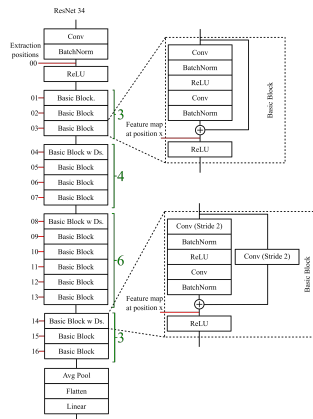 ResNet 34
Conv
BatchNorm
Extraction
positions
00
ReLU
01 Basic Block.
02 Basic Block
03 Basic Block
3
04 Basic Block w Ds.
05 Basic Block
06 Basic Block
07 Basic Block
4
08 Basic Block w Ds.
09 Basic Block
10 Basic Block
11 Basic Block
12 Basic Block
13 Basic Block
6
14 Basic Block w Ds.
15 Basic Block
16 Basic Block
3
Avg Pool
Flatten
Linear
Conv
BatchNorm
ReLU
Conv
BatchNorm
Feature map
at position x
ReLU
Basic Block
Conv (Stride 2)
BatchNorm
ReLU
Conv
BatchNorm
Conv (Stride 2)
Feature map
at position x
ReLU
Basic Block